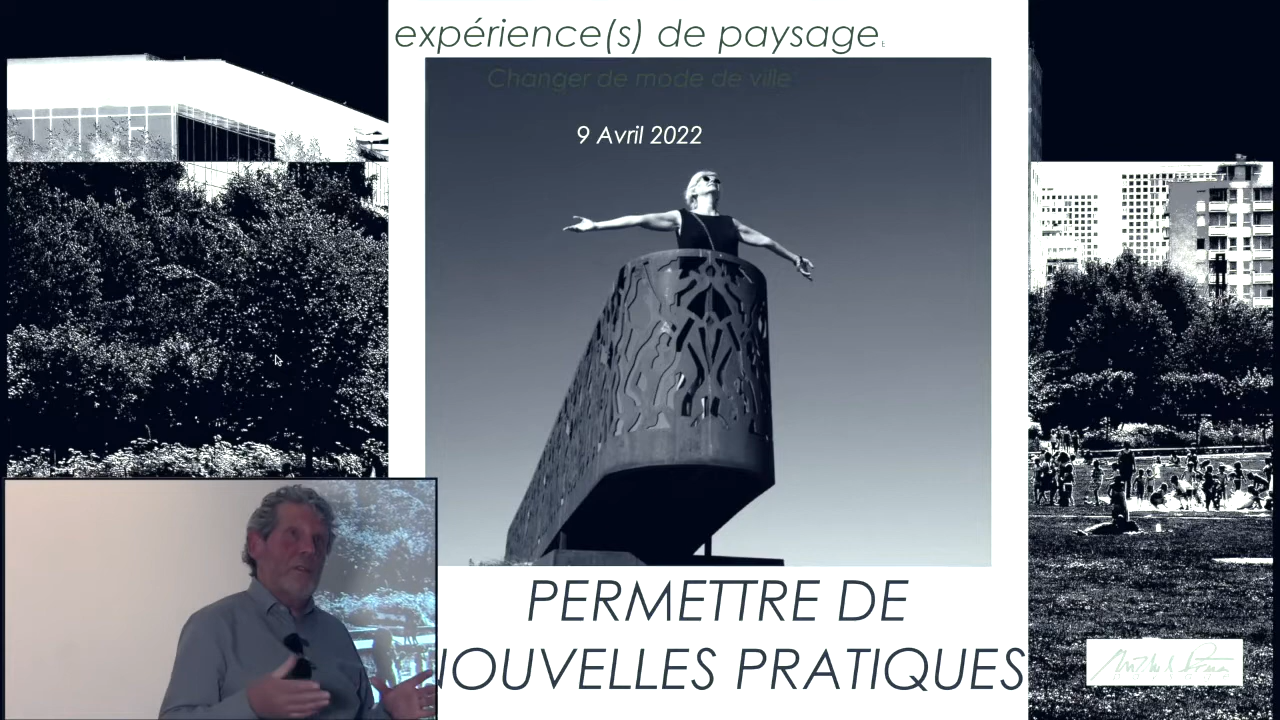 expérience(s) de paysage
Changer de mode de ville
9 Avril 2022
PERMETTRE DE
NOUVELLES PRATIQUES